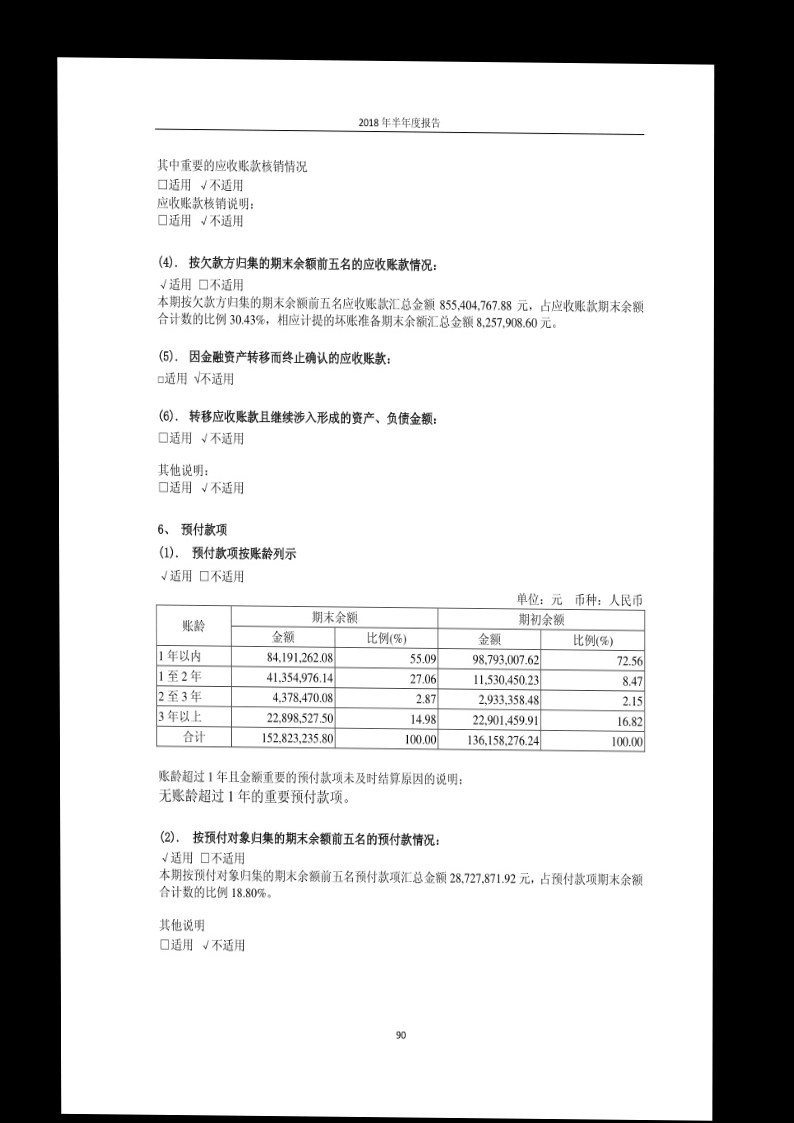 2018 年半年度报告
其中重要的应收账款核销情况
□适用 √不适用
应收账款核销说明：
□适用 √不适用
(4). 按欠款方归集的期末余额前五名的应收账款情况：
√适用 □不适用
本期按欠款方归集的期末余额前五名应收账款汇总金额 855,404,767.88 元，占应收账款期末余额
合计数的比例 30.43%，相应计提的坏账准备期末余额汇总金额 8,257,908.60 元。
(5). 因金融资产转移而终止确认的应收账款：
□适用 √不适用
(6). 转移应收账款且继续涉入形成的资产、负债金额：
□适用 √不适用
其他说明：
□适用 √不适用
6、 预付款项
(1). 预付款项按账龄列示
√适用 □不适用
单位：元 币种：人民币
账龄 期末余额 期初余额
金额 比例(%) 金额 比例(%)
1 年以内 84,191,262.08 55.09 98,793,007.62 72.56
1 至 2 年 41,354,976.14 27.06 11,530,450.23 8.47
2 至 3 年 4,378,470.08 2.87 2,933,358.48 2.15
3 年以上 22,898,527.50 14.98 22,901,459.91 16.82
合计 152,823,235.80 100.00 136,158,276.24 100.00
账龄超过 1 年且金额重要的预付款项未及时结算原因的说明：
无账龄超过 1 年的重要预付款项。
(2). 按预付对象归集的期末余额前五名的预付款情况：
√适用 □不适用
本期按预付对象归集的期末余额前五名预付款项汇总金额 28,727,871.92 元，占预付款项期末余额
合计数的比例 18.80%。
其他说明
□适用 √不适用
90